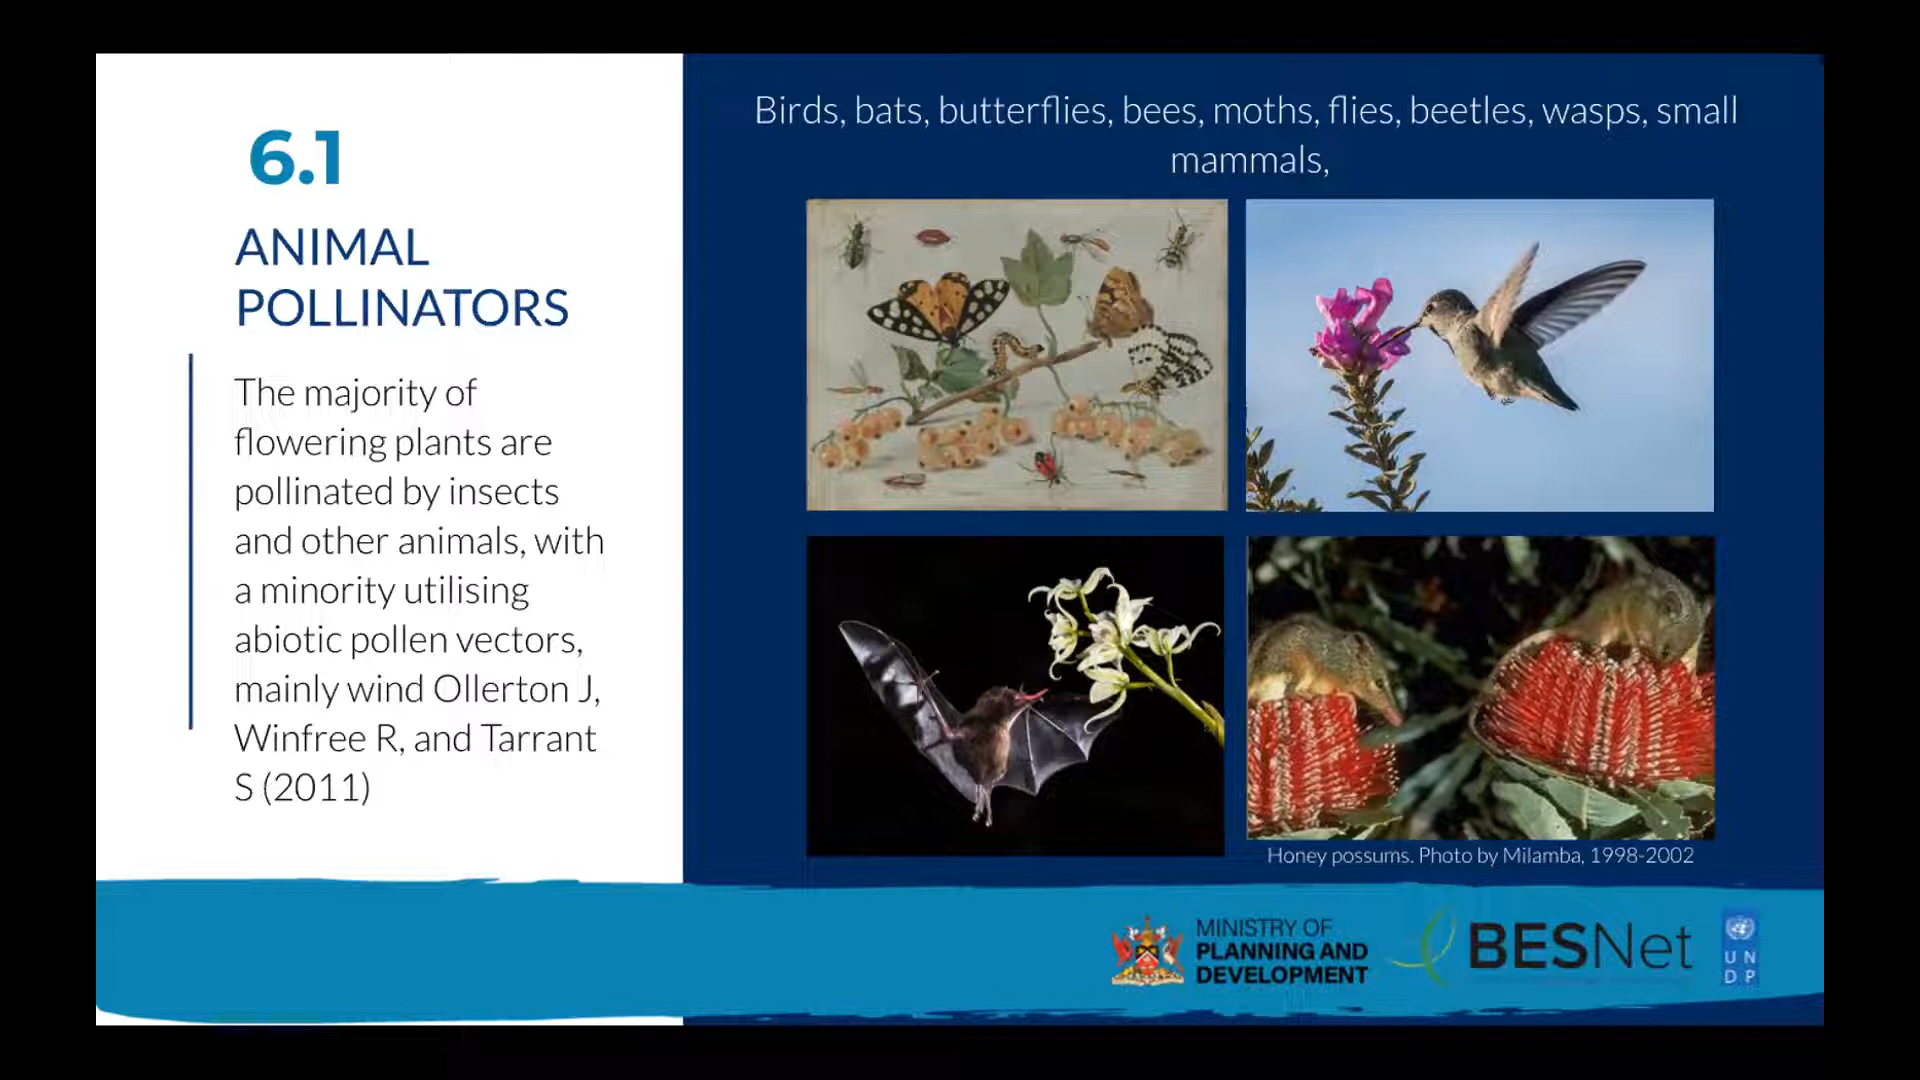 6.1
ANIMAL
POLLINATORS
The majority of
flowering plants are
pollinated by insects
and other animals, with
a minority utilising
abiotic pollen vectors,
mainly wind Ollerton J,
Winfree R, and Tarrant
S (2011)
Birds, bats, butterflies, bees, moths, flies, beetles, wasps, small
mammals,
Honey possums. Photo by Milamba, 1998-2002
MINISTRY OF
PLANNING AND
DEVELOPMENT
BESNet
U N
D P